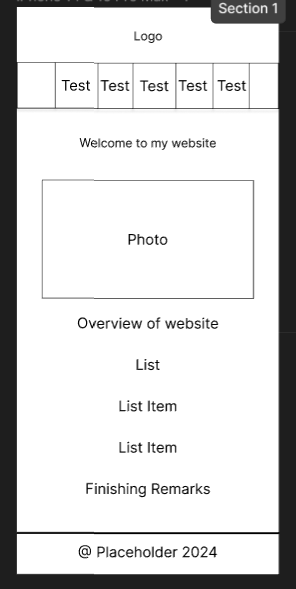 Section 1
Logo
Test Test Test Test Test
Welcome to my website
Photo
Overview of website
List
List Item
List Item
Finishing Remarks
@ Placeholder 2024